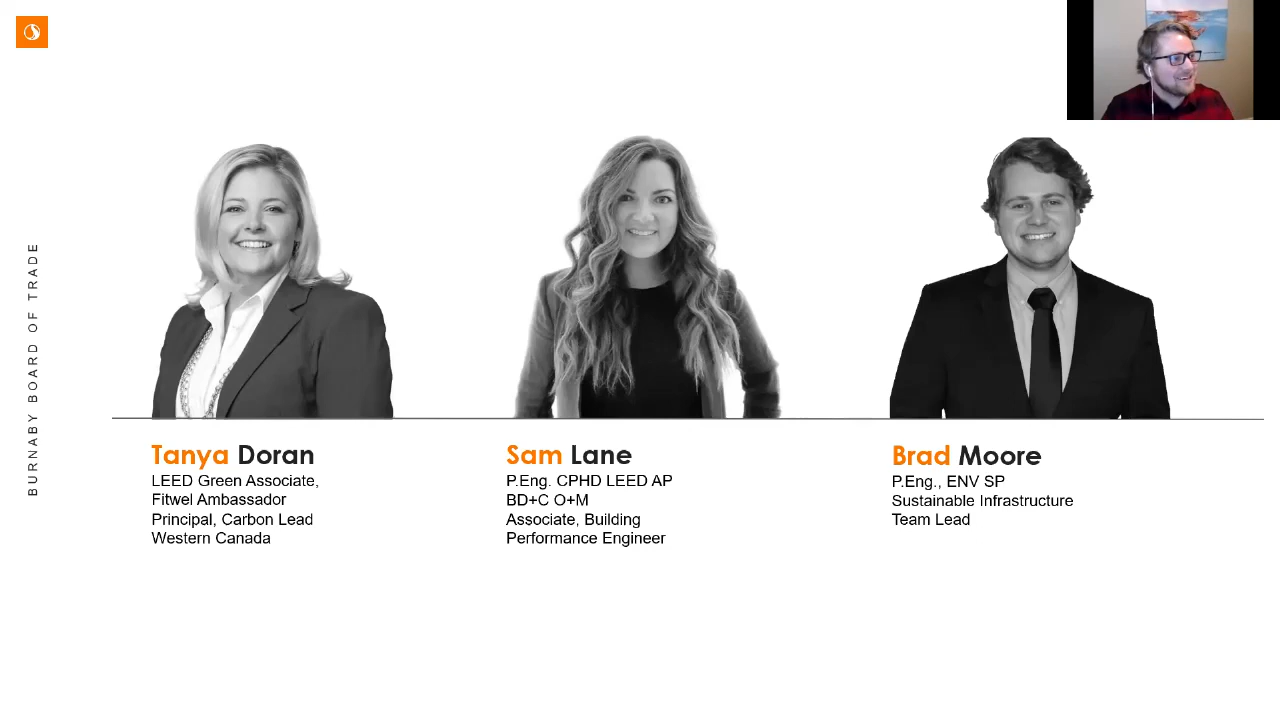 BURNABY BOARD OF TRADE
Tanya Doran
LEED Green Associate,
Fitwel Ambassador
Principal, Carbon Lead
Western Canada
Sam Lane
P.Eng. CPHD LEED AP
BD+C O+M
Associate, Building
Performance Engineer
Brad Moore
P.Eng., ENV SP
Sustainable Infrastructure
Team Lead